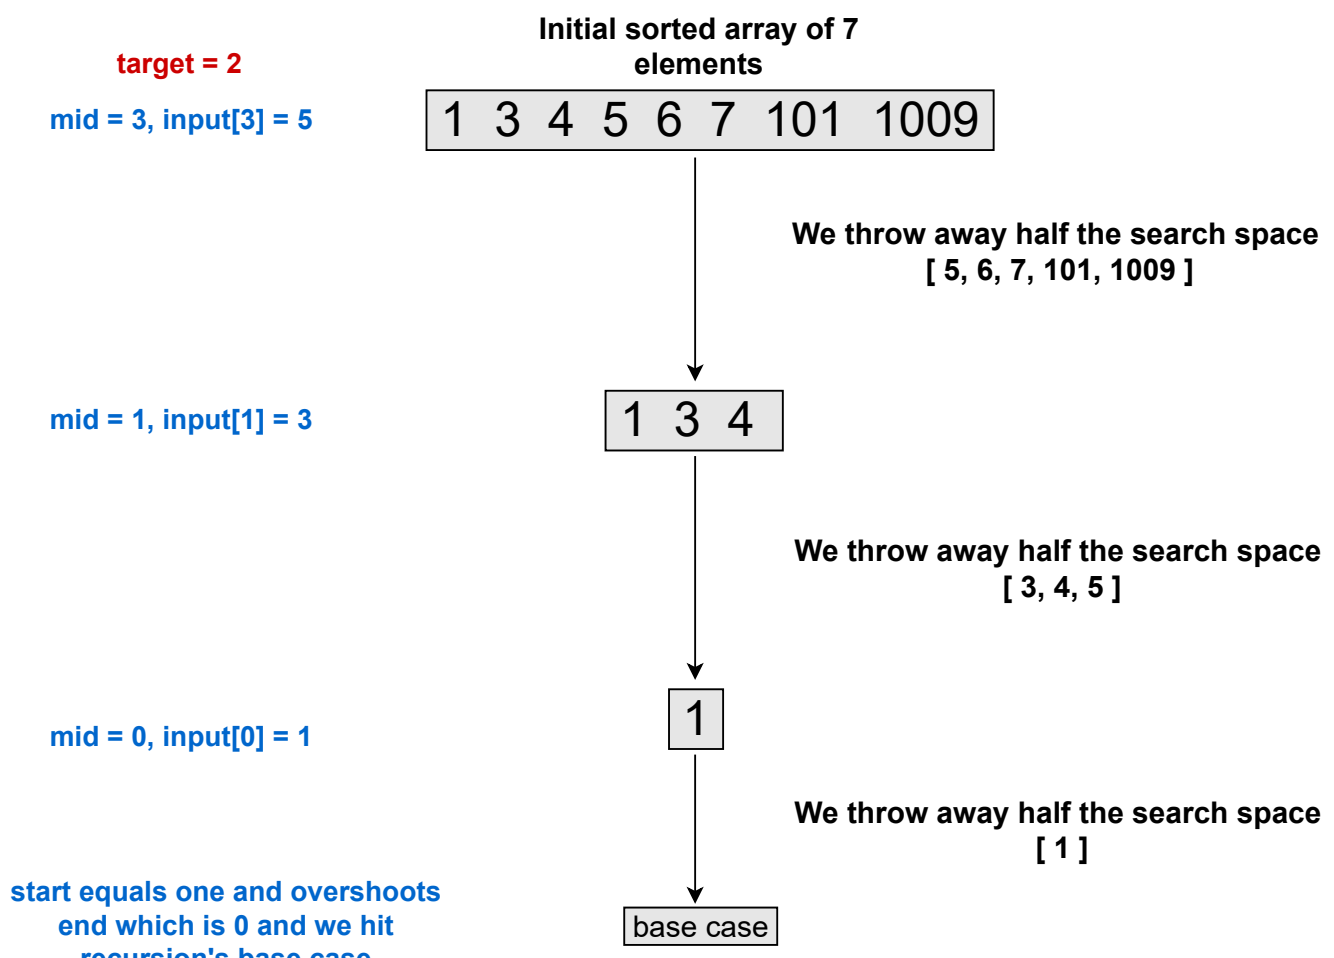 Initial sorted array of 7
elements
target = 2
mid = 3, input[3] = 5
1 3 4 5 6 7 101 1009
We throw away half the search space
[ 5, 6, 7, 101, 1009 ]
mid = 1, input[1] = 3
1 3 4
We throw away half the search space
[ 3, 4, 5 ]
mid = 0, input[0] = 1
1
We throw away half the search space
[ 1 ]
start equals one and overshoots
end which is 0 and we hit
recursion's base case
base case